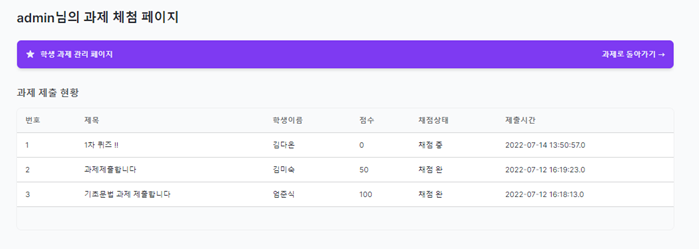 admin님의 과제 체첨 페이지
★ 학생 과제 관리 페이지 과제로 돌아가기 →
과제 제출 현황
번호 제목 학생이름 점수 채점상태 제출시간
1 1차 퀴즈 !! 김다온 0 채점 중 2022-07-14 13:50:57.0
2 과제제출합니다 김미숙 50 채점 완 2022-07-12 16:19:23.0
3 기초문법 과제 제출합니다 엄준식 100 채점 완 2022-07-12 16:18:13.0